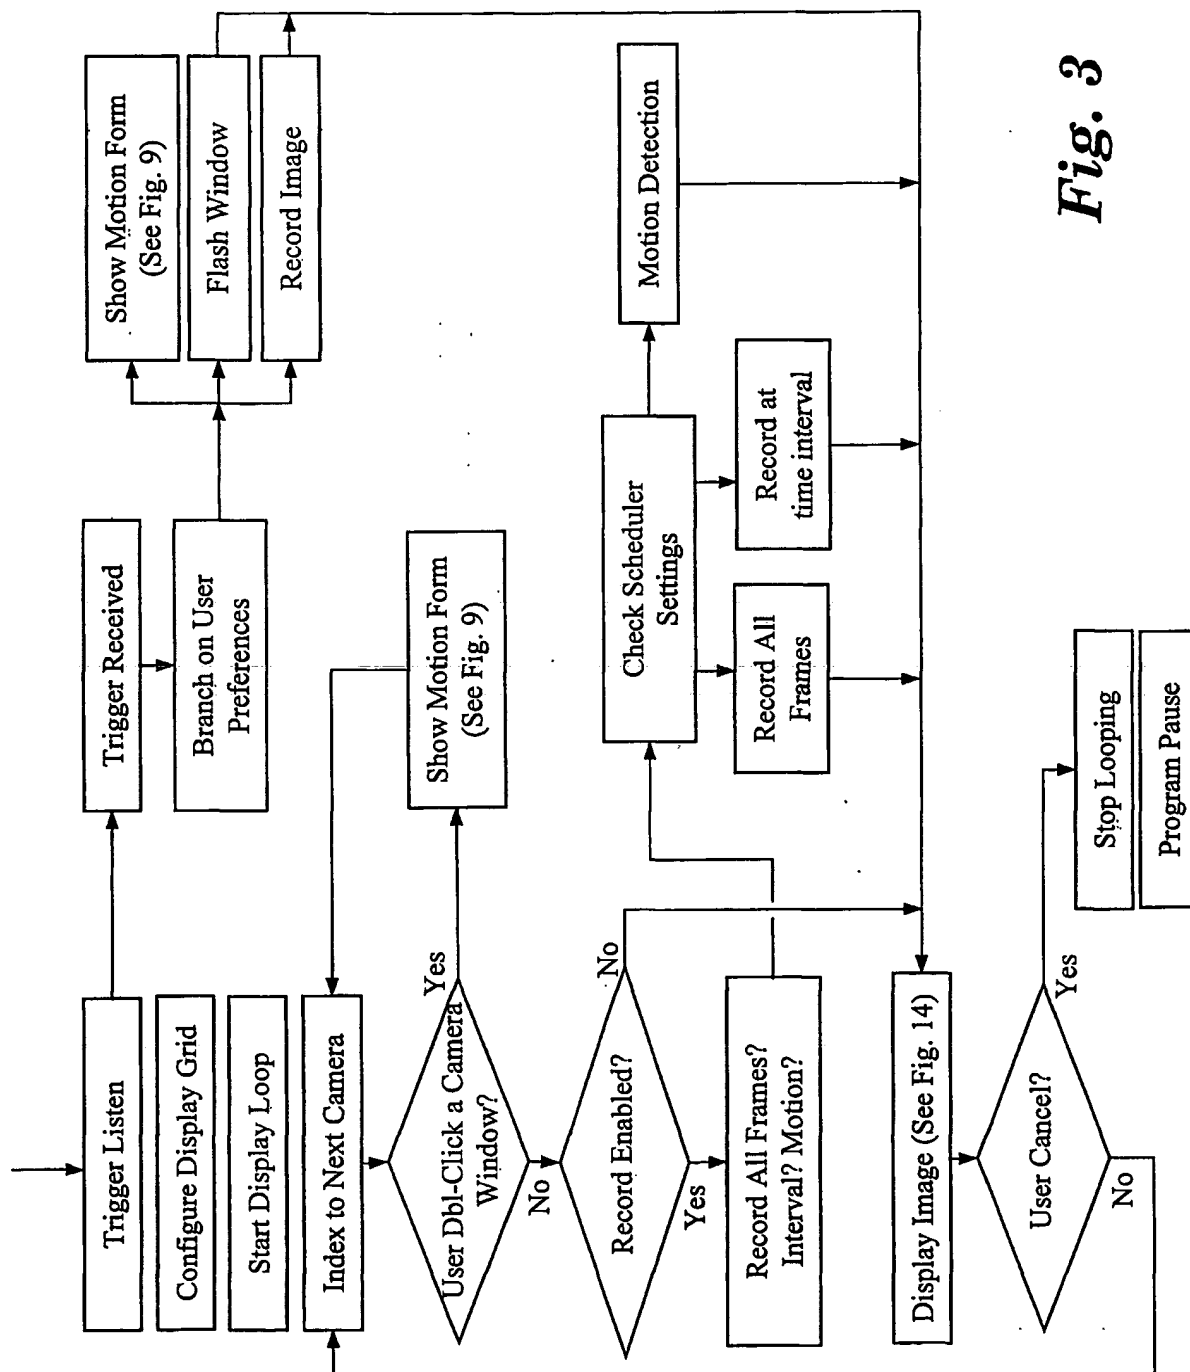 Trigger Listen
Configure Display Grid
Start Display Loop
Index to Next Camera
User Dbl-Click a Camera
Window?
Yes
No
Record Enabled?
No
Yes
Record All Frames?
Interval? Motion?
Display Image (See Fig. 14)
User Cancel?
Yes
No
Trigger Received
Branch on User
Preferences
Show Motion Form
(See Fig. 9)
Flash Window
Record Image
Show Motion Form
(See Fig. 9)
Check Scheduler
Settings
Record All
Frames
Record at
time interval
Motion Detection
Stop Looping
Program Pause
Fig. 3